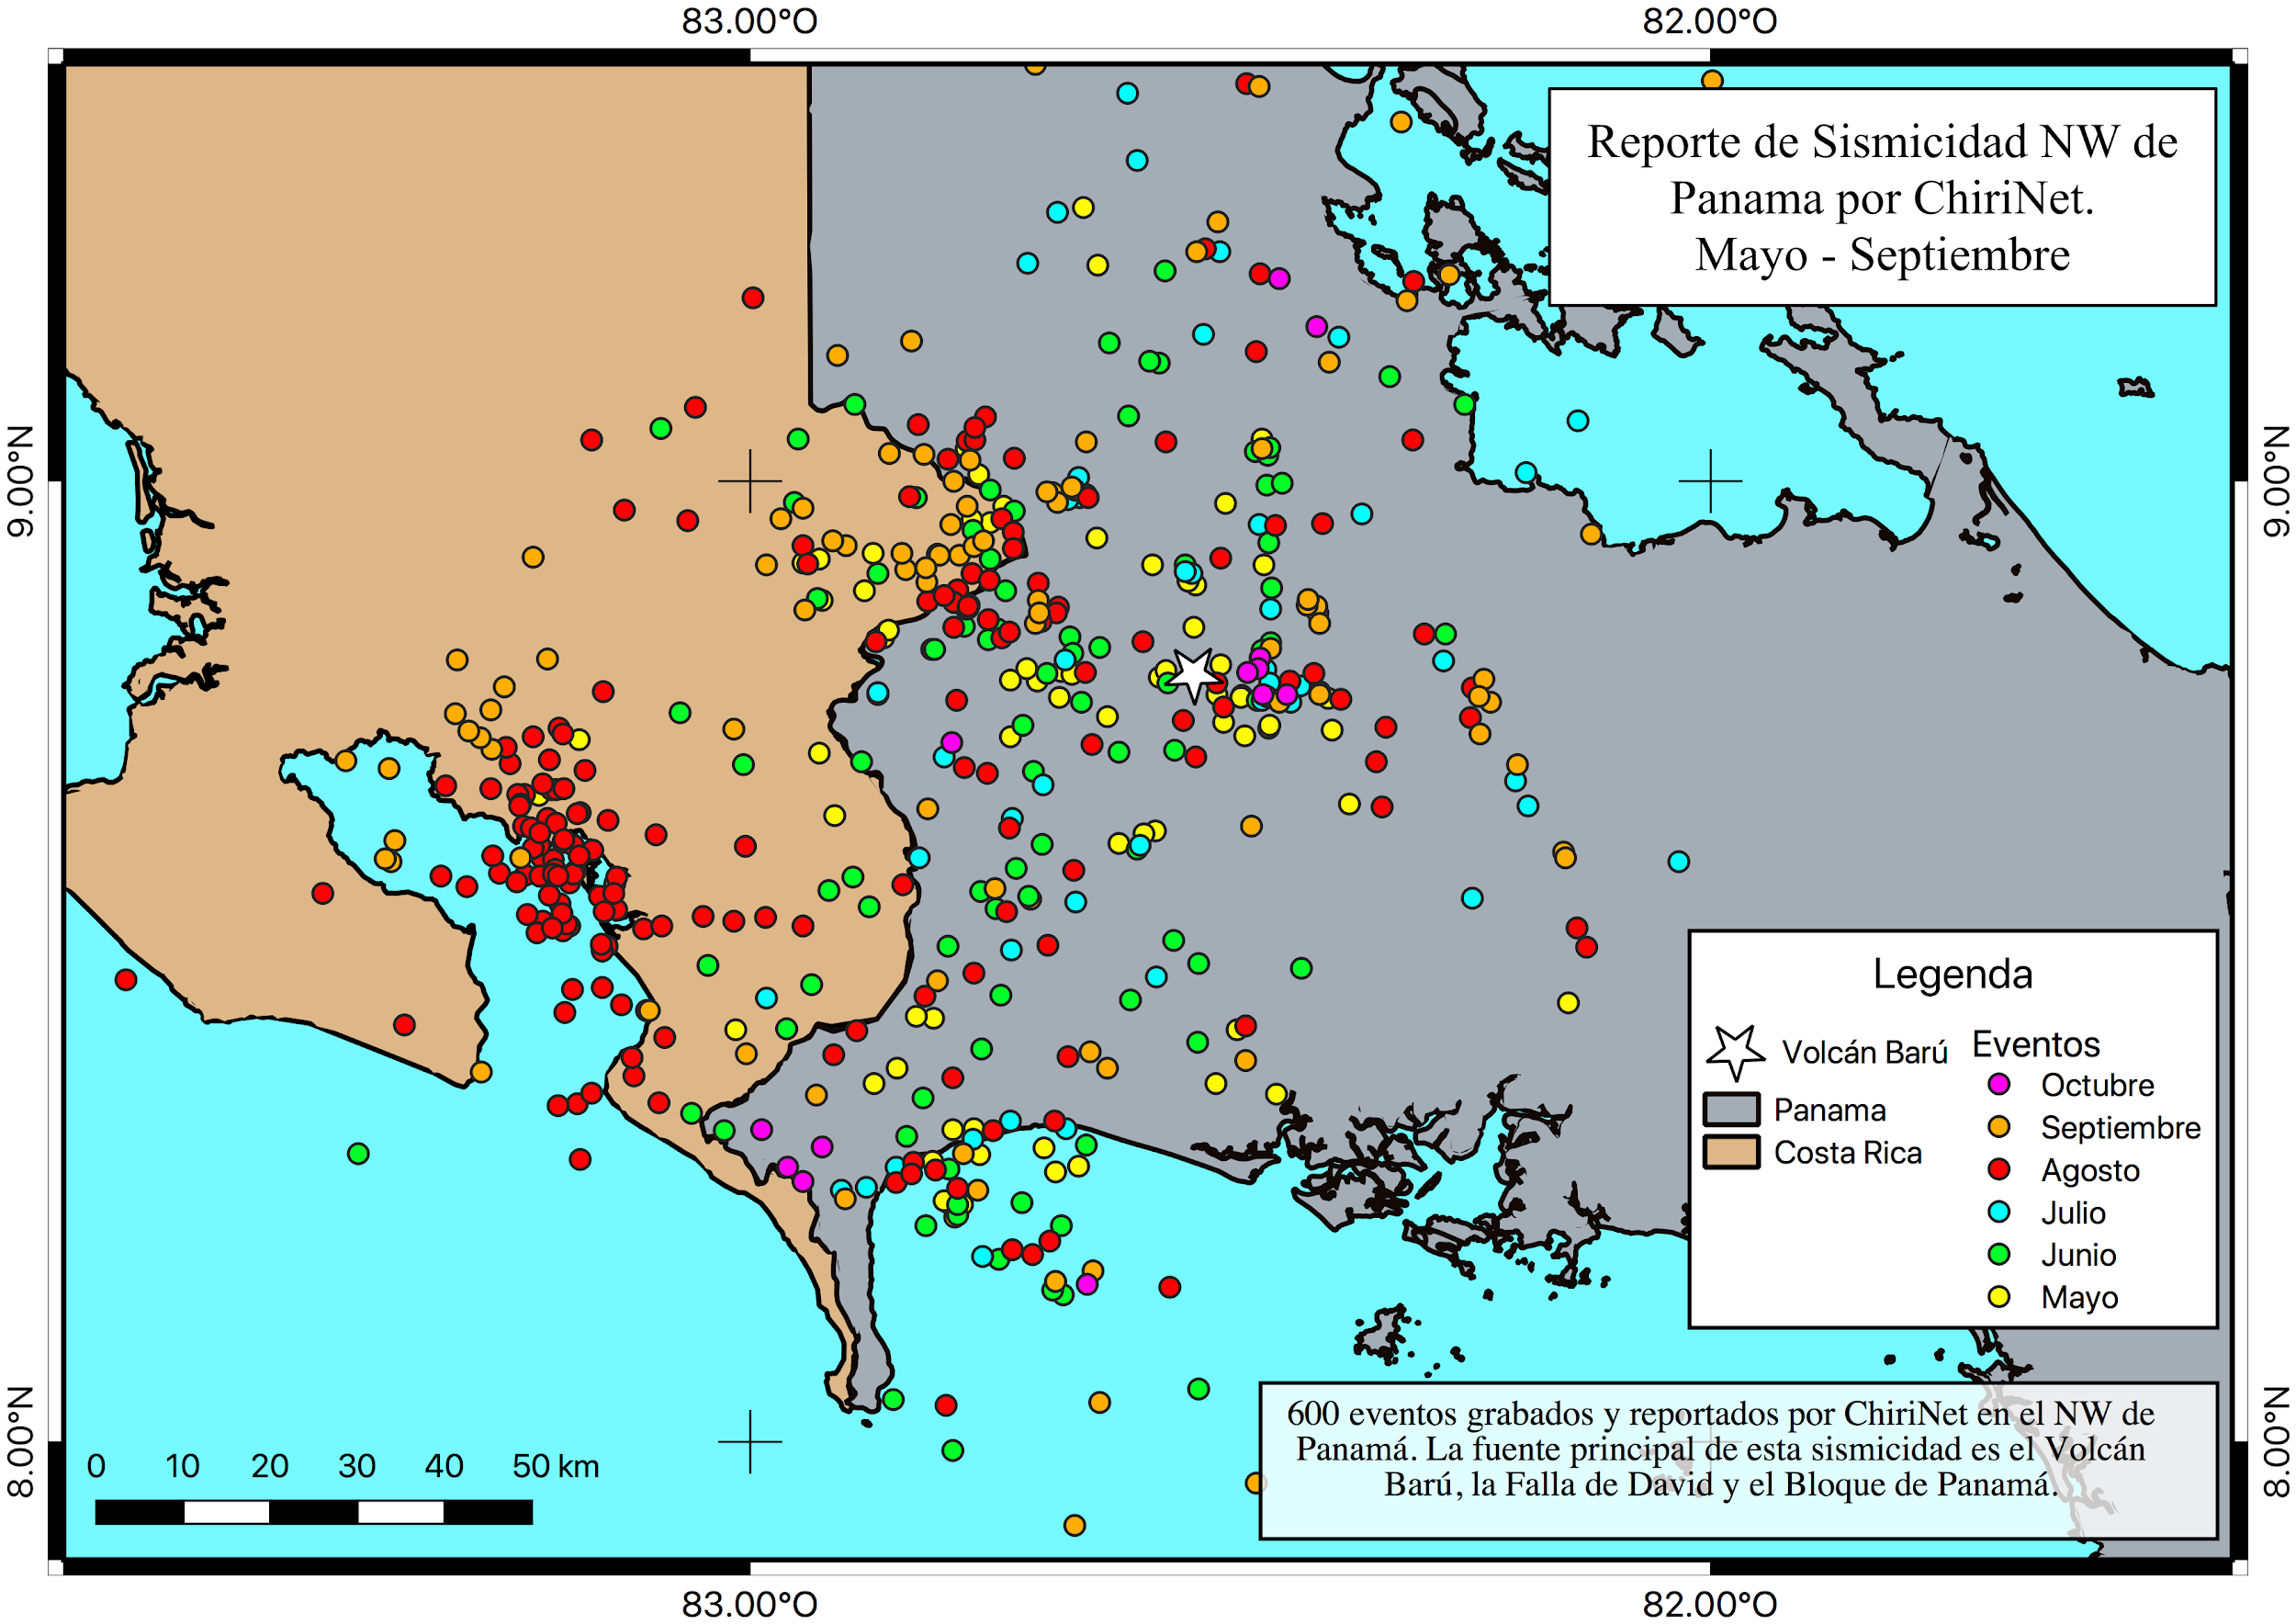 83.00°O
82.00°O
Reporte de Sismicidad NW de
Panama por ChiriNet.
Mayo - Septiembre
9.00°N
9.00°N
Legenda
Volcán Barú
Panama
Costa Rica
Eventos
Octubre
Septiembre
Agosto
Julio
Junio
Mayo
600 eventos grabados y reportados por ChiriNet en el NW de
Panamá. La fuente principal de esta sismicidad es el Volcán
Barú, la Falla de David y el Bloque de Panamá.
8.00°N
8.00°N
0 10 20 30 40 50 km
83.00°O
82.00°O